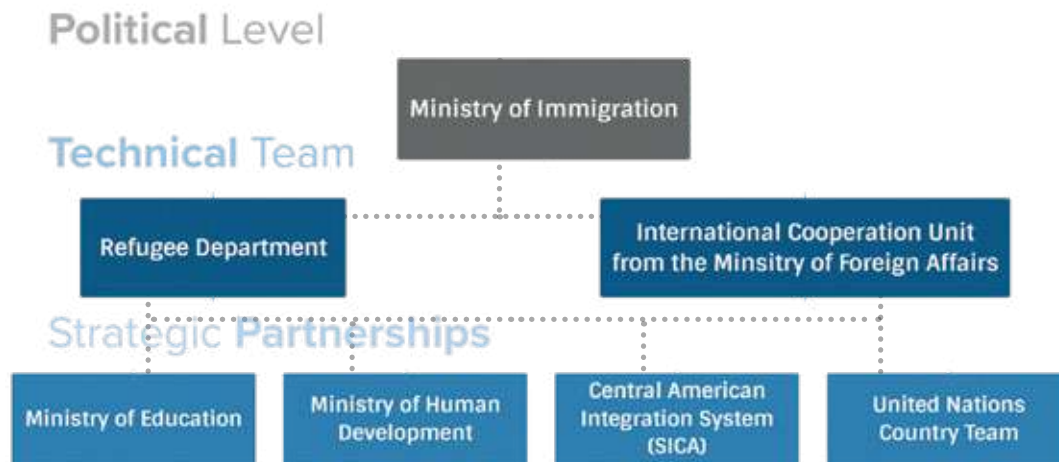 Political Level
Ministry of Immigration
Technical Team
Refugee Department
International Cooperation Unit
from the Minsitry of Foreign Affairs
Strategic Partnerships
Ministry of Education
Ministry of Human
Development
Central American
Integration System
(SICA)
United Nations
Country Team